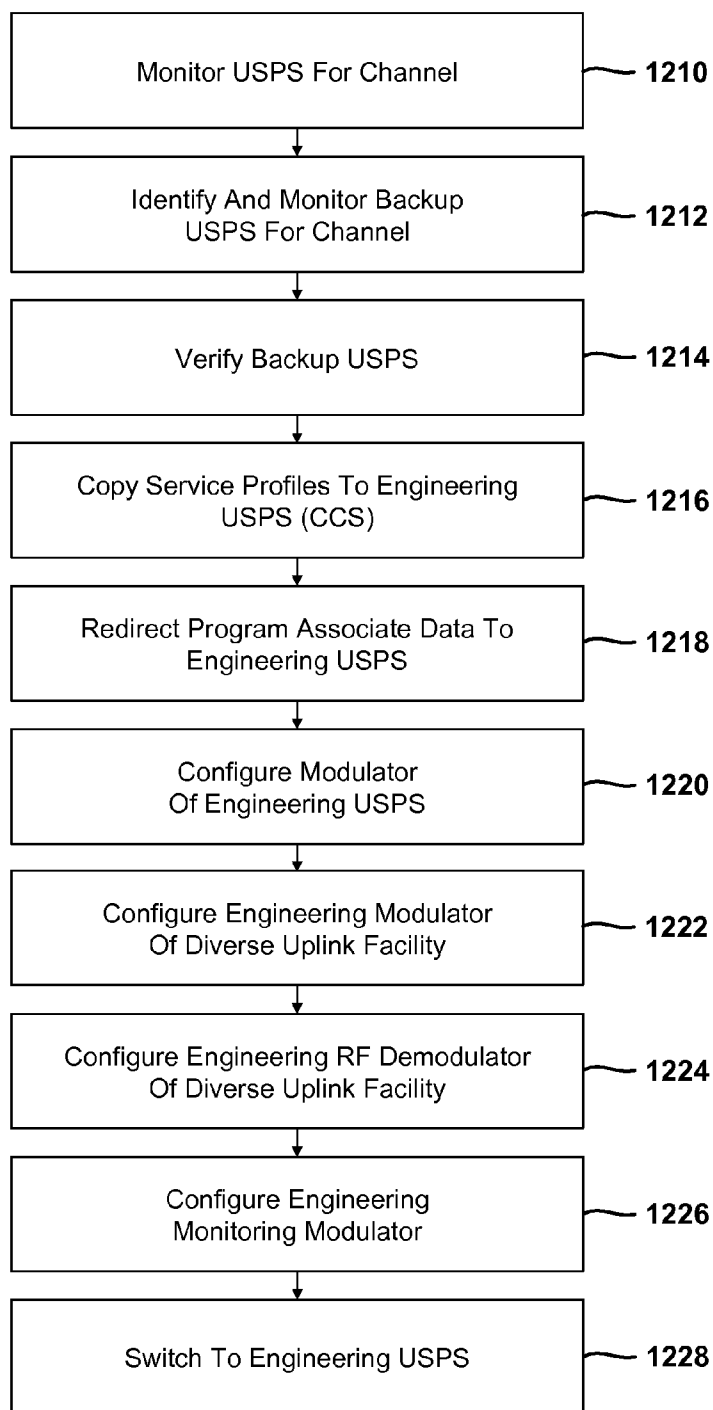 Monitor USPS For Channel
1210
Identify And Monitor Backup
USPS For Channel
1212
Verify Backup USPS
1214
Copy Service Profiles To Engineering
USPS (CCS)
1216
Redirect Program Associate Data To
Engineering USPS
1218
Configure Modulator
Of Engineering USPS
1220
Configure Engineering Modulator
Of Diverse Uplink Facility
1222
Configure Engineering RF Demodulator
Of Diverse Uplink Facility
1224
Configure Engineering
Monitoring Modulator
1226
Switch To Engineering USPS
1228